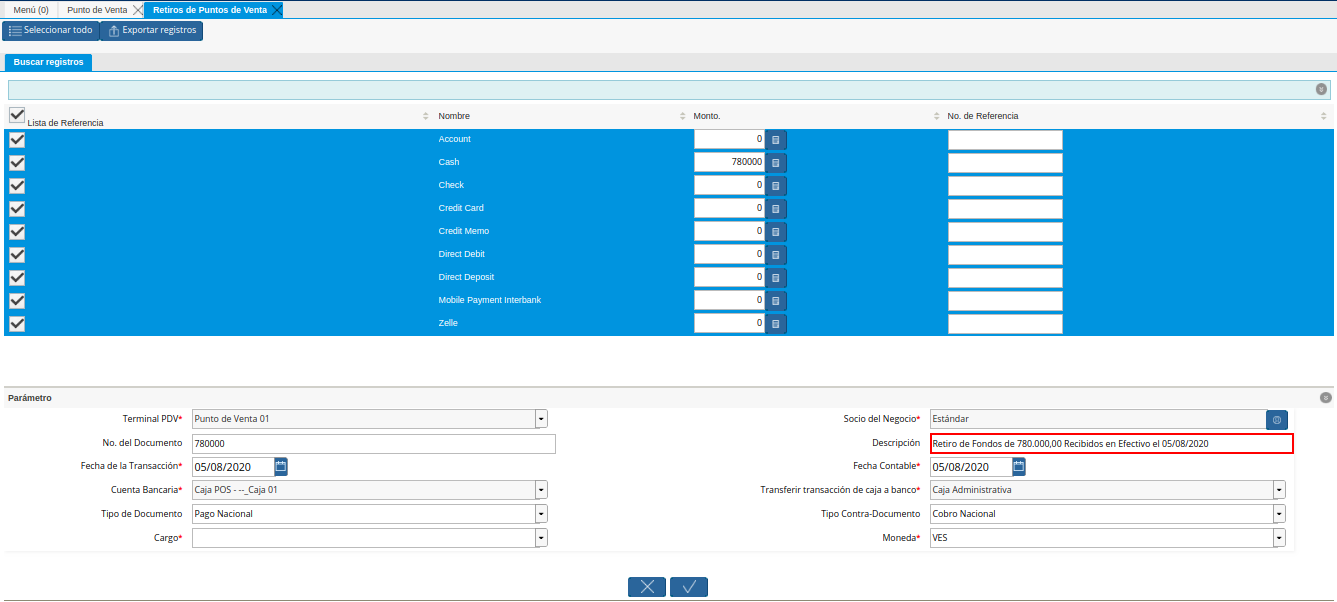 Menú (0) Punto de Venta Retiros de Puntos de Venta
Seleccionar todo Exportar registros
Buscar registros
Lista de Referencia Nombre Monto. No. de Referencia
Account 0
Cash 780000
Check 0
Credit Card 0
Credit Memo 0
Direct Debit 0
Direct Deposit 0
Mobile Payment Interbank 0
Zelle 0
Parámetro
Terminal PDV* Punto de Venta 01 Socio del Negocio* Estándar
No. del Documento 780000 Descripción Retiro de Fondos de 780.000,00 Recibidos en Efectivo el 05/08/2020
Fecha de la Transacción* 05/08/2020 Fecha Contable* 05/08/2020
Cuenta Bancaria* Caja POS - --_Caja 01 Transferir transacción de caja a banco* Caja Administrativa
Tipo de Documento Pago Nacional Tipo Contra-Documento Cobro Nacional
Cargo* Moneda* VES